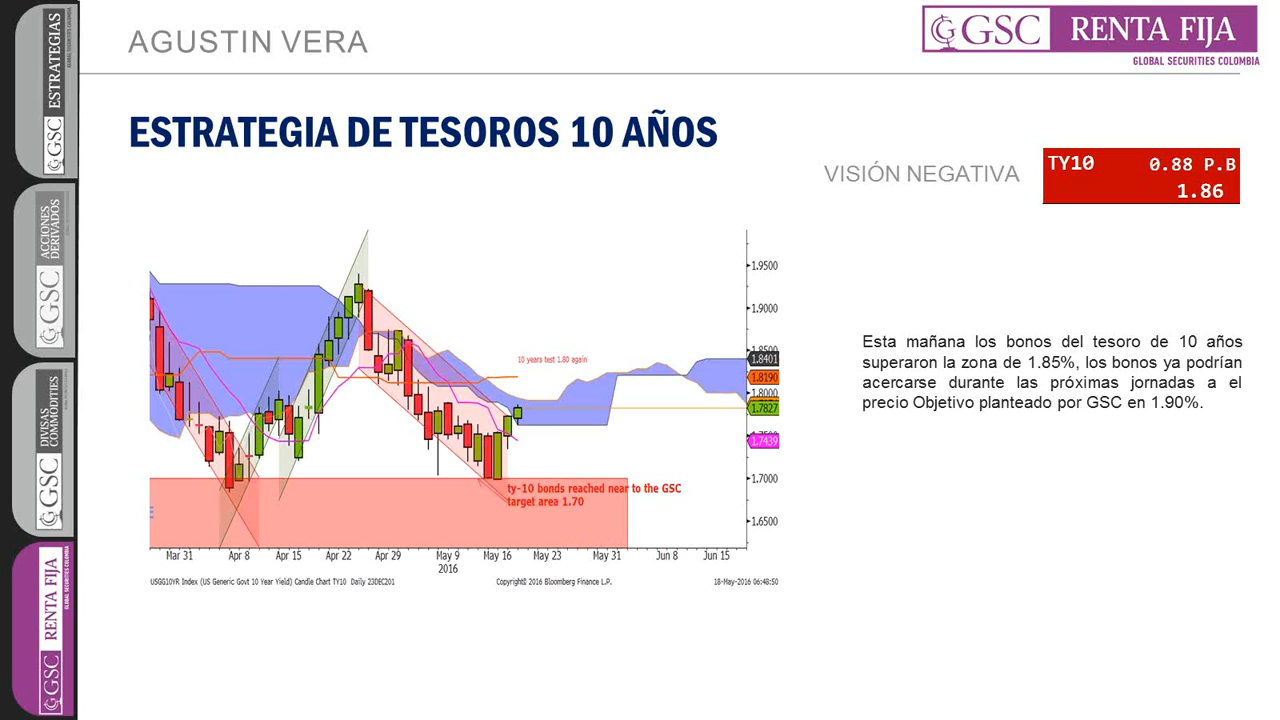 AGUSTIN VERA
GSC RENTA FIJA
GLOBAL SECURITIES COLOMBIA
ESTRATEGIA DE TESOROS 10 AÑOS
VISIÓN NEGATIVA
TY10 0.88 P.B
1.86
GSC ESTRATEGIAS
GSC ACCIONES
DERIVADOS
GSC DIVISAS
COMMODITIES
GSC RENTA FIJA
GLOBAL SECURITIES COLOMBIA
1.9500
1.9000
1.8500
1.8401
1.8190
1.8000
1.7827
1.7439
1.7000
1.6500
10 years test 1.80 again
ty-10 bonds reached near to the GSC
target area 1.70
Mar 31 Apr 8 Apr 15 Apr 22 Apr 29 May 9 May 16 May 23 May 31 Jun 8 Jun 15
2016
USGG10YR Index (US Generic Govt 10 Year Yield) Candle Chart TY10 Daily 23DEC201
Copyright© 2016 Bloomberg Finance L.P.
18-May-2016 06:48:50
Esta mañana los bonos del tesoro de 10 años
superaron la zona de 1.85%, los bonos ya podrían
acercarse durante las próximas jornadas a el
precio Objetivo planteado por GSC en 1.90%.